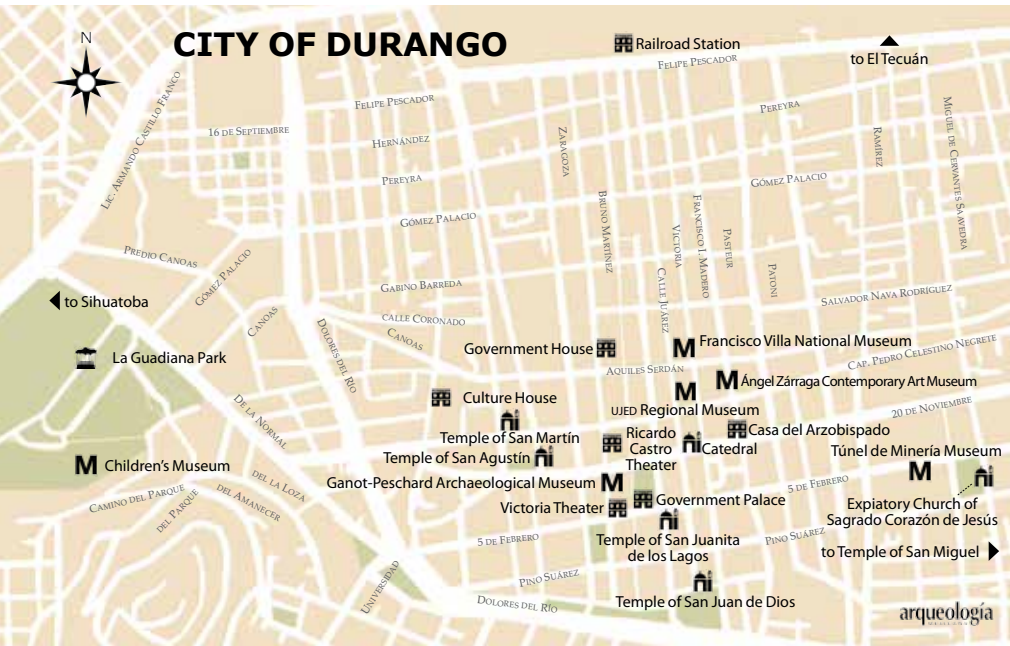 N
CITY OF DURANGO
Railroad Station
to El Tecuán
FELIPE PESCADOR
LIC. ARMANDO CASTILLO FRANCO
16 DE SEPTIEMBRE
FELIPE PESCADOR
HERNÁNDEZ
PEREYRA
GÓMEZ PALACIO
ZARAGOZA
BRUNO MARTÍNEZ
PEREYRA
RAMÍREZ
MIGUEL DE CERVANTES SAAVEDRA
GÓMEZ PALACIO
VICTORIA
FRANCISCO I. MADERO
PASTEUR
PATONI
CALLE JUÁREZ
SALVADOR NAVA RODRÍGUEZ
PREDIO CANOAS
GÓMEZ PALACIO
to Sihuatoba
GABINO BARREDA
CALLE CORONADO
CANOAS
CANOAS
DOLORES DEL RÍO
La Guadiana Park
Government House
M Francisco Villa National Museum
CAP. PEDRO CELESTINO NEGRETE
AQUILES SERDÁN
M Ángel Zárraga Contemporary Art Museum
M
UJED Regional Museum
20 DE NOVIEMBRE
Culture House
DE LA NORMAL
Temple of San Martín
Temple of San Agustín
Ricardo
Castro
Theater
Catedral
Casa del Arzobispado
Túnel de Minería Museum
M
M Children's Museum
Ganot-Peschard Archaeological Museum M
5 DE FEBRERO
Expiatory Church of
Sagrado Corazón de Jesús
CAMINO DEL PARQUE
DEL PARQUE
DEL AMANECER
DEL LA LOZA
Victoria Theater
Government Palace
5 DE FEBRERO
Temple of San Juanita
de los Lagos
PINO SUÁREZ
to Temple of San Miguel
UNIVERSIDAD
PINO SUÁREZ
DOLORES DEL RÍO
Temple of San Juan de Dios
arqueología